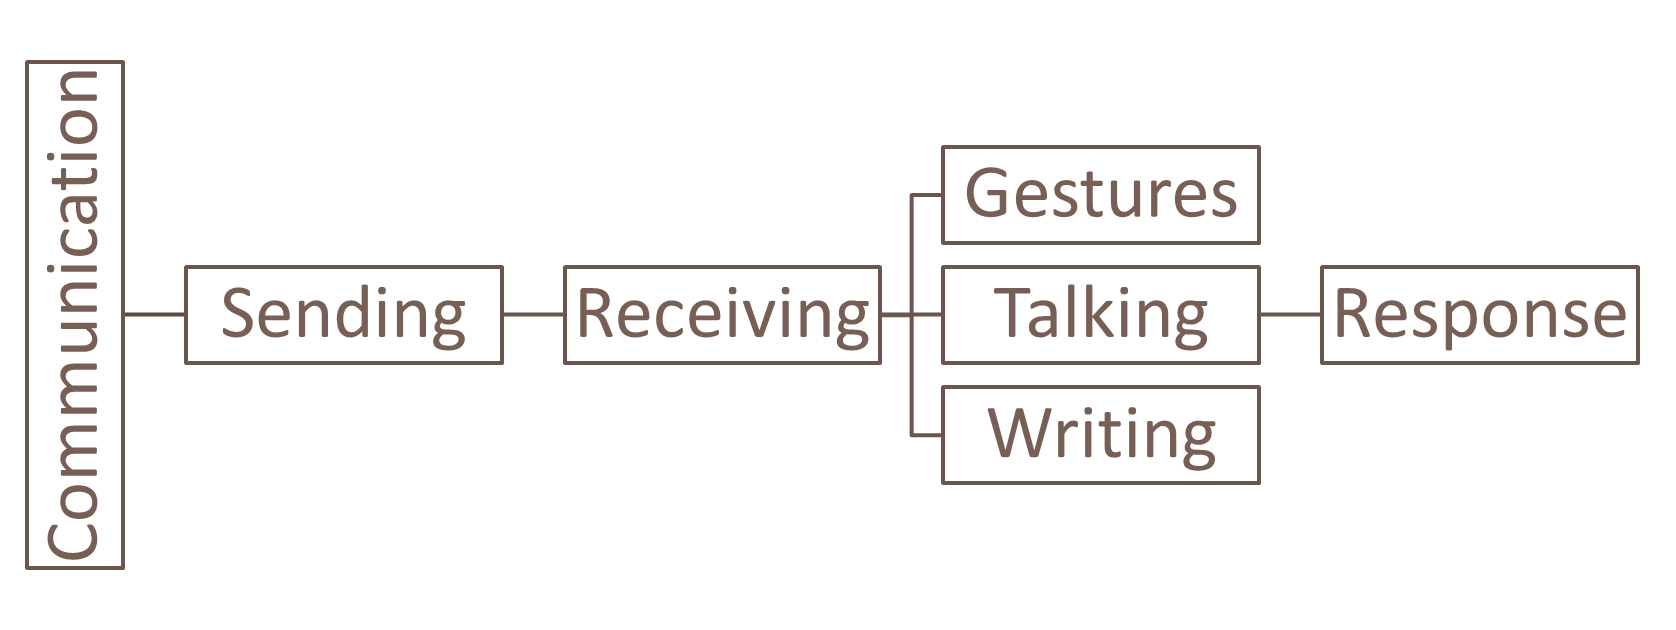 Communication
Sending
Receiving
Gestures
Talking
Writing
Response